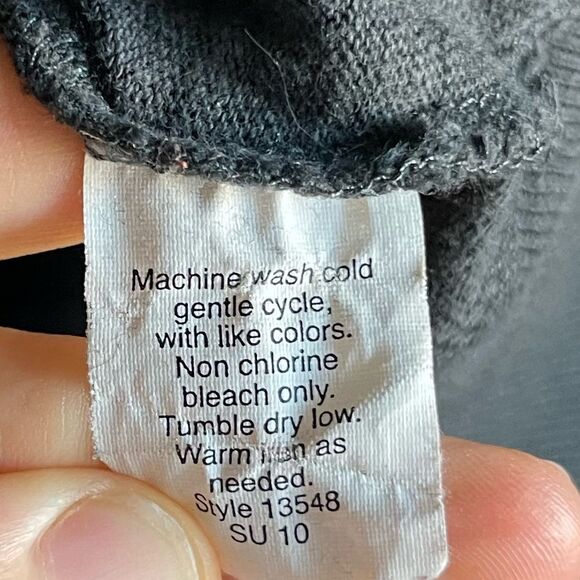 Machine wash cold
gentle cycle,
with like colors.
Non chlorine
bleach only.
Tumble dry low.
Warm iron as
needed.
Style 13548
SU 10